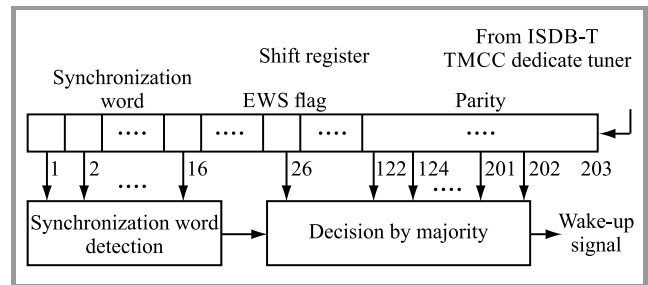 From ISDB-T
TMCC dedicate tuner
Shift register
Synchronization
word
EWS flag
Parity
.... .... .... ....
1 2 .... 16 26 122 124 .... 201 202 203
Synchronization word
detection
Decision by majority
Wake-up
signal